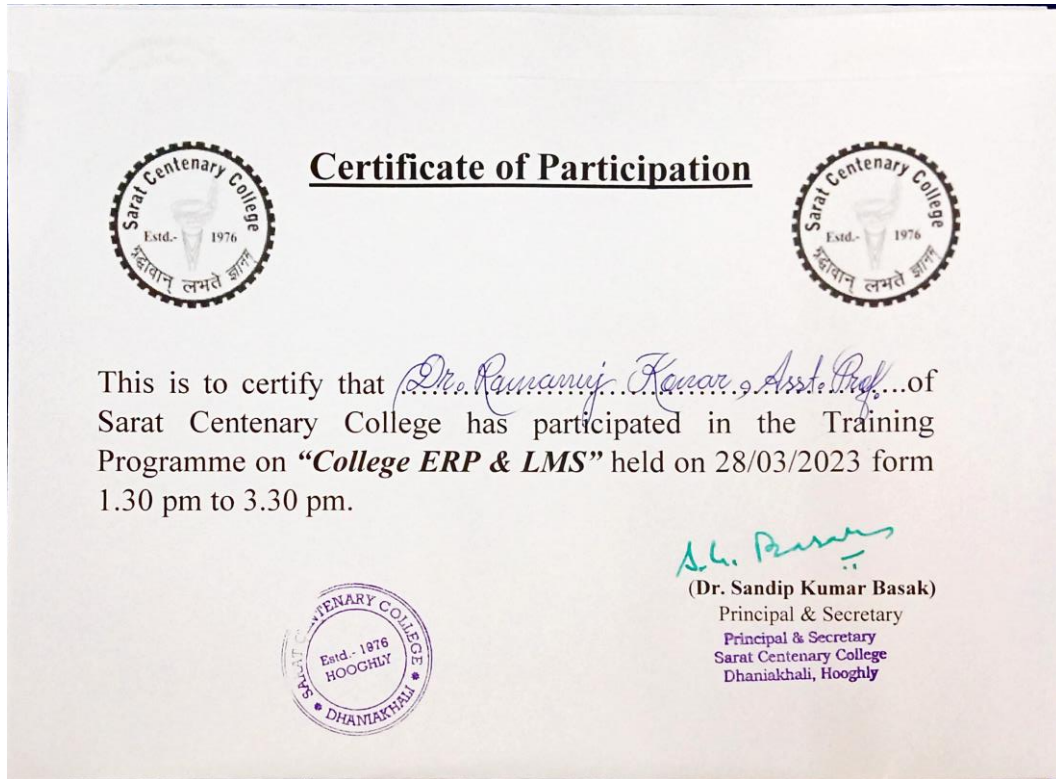 Certificate of Participation
Sarat Centenary College
Estd.- 1976
श्रद्धावान् लभते ज्ञानम्
Sarat Centenary College
Estd.- 1976
श्रद्धावान् लभते ज्ञानम्
This is to certify that Dr. Ramanuj Konar, Asst. Prof. of
Sarat Centenary College has participated in the Training
Programme on “College ERP & LMS” held on 28/03/2023 form
1.30 pm to 3.30 pm.
(Dr. Sandip Kumar Basak)
Principal & Secretary
Principal & Secretary
Sarat Centenary College
Dhaniakhali, Hooghly
SARAT CENTENARY COLLEGE
Estd.- 1976
HOOGHLY
DHANIAKHALI